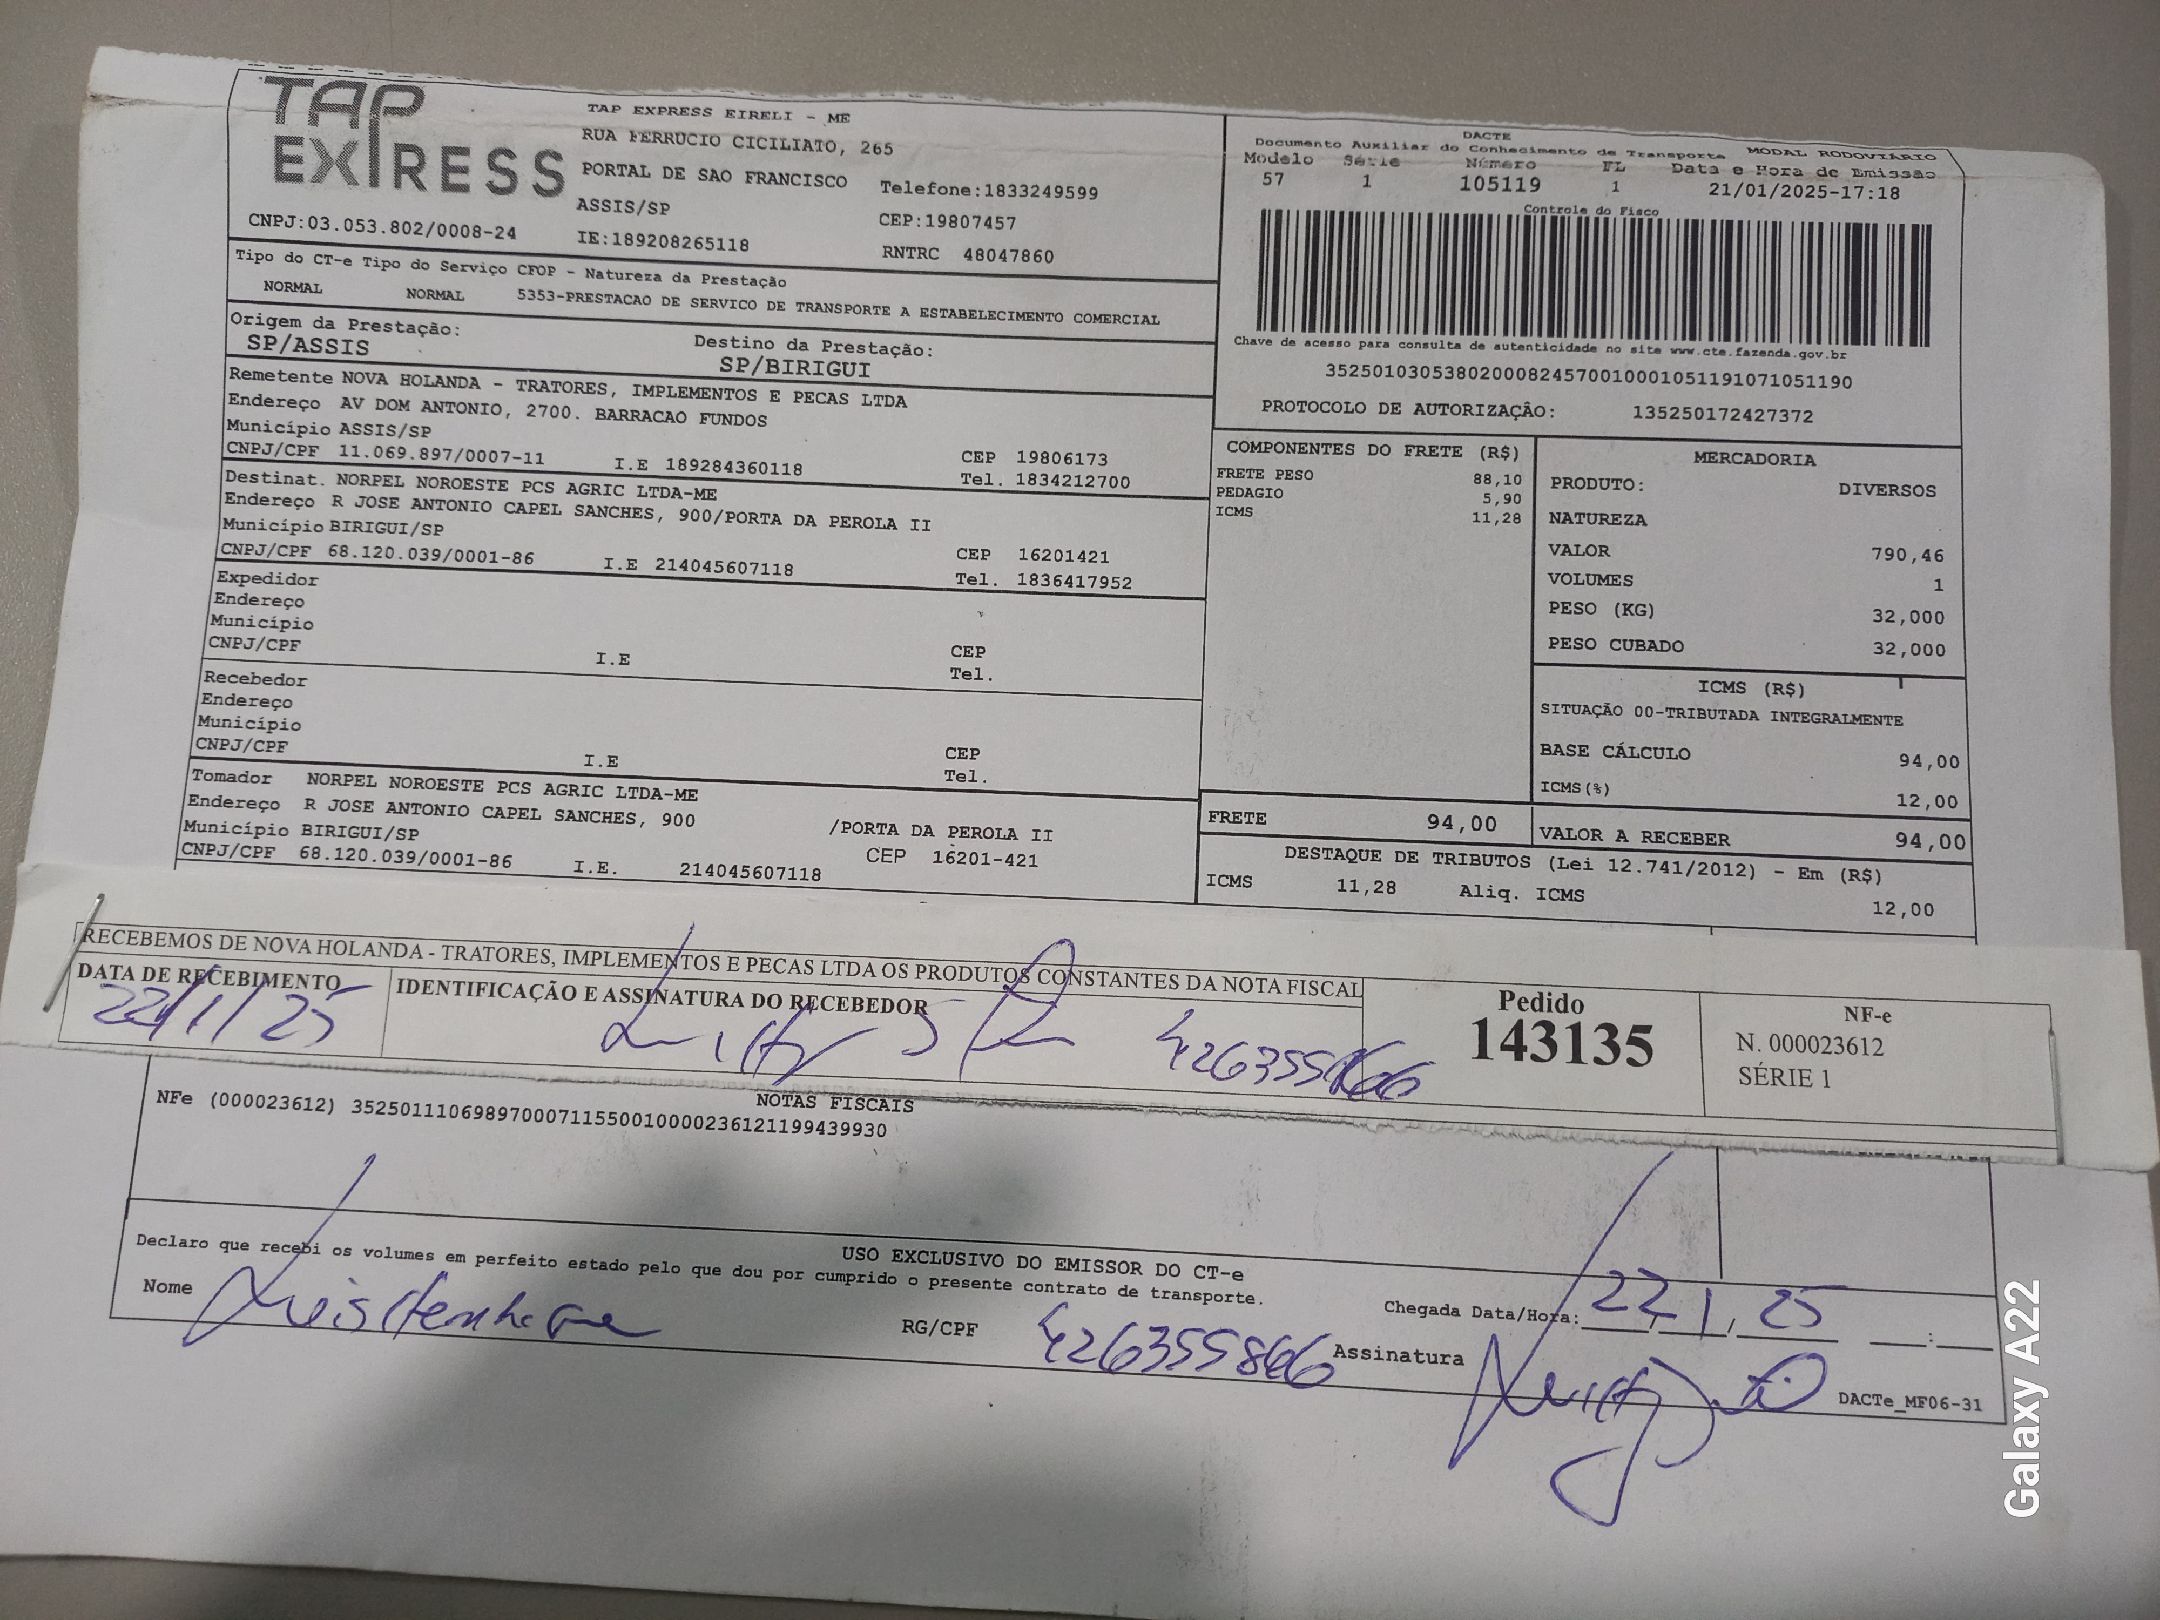 TAP EXPRESS
TAP EXPRESS EIRELI - ME
RUA FERRUCIO CICILIATO, 265
PORTAL DE SAO FRANCISCO Telefone:1833249599
ASSIS/SP CEP:19807457
CNPJ:03.053.802/0008-24 IE:189208265118 RNTRC 48047860
DACTE
Documento Auxiliar do Conhecimento de Transporte MODAL RODOVIÁRIO
Modelo Série Número FL Data e Hora de Emissão
57 1 105119 1 21/01/2025-17:18
Controle do Fisco
Chave de acesso para consulta de autenticidade no site www.cte.fazenda.gov.br
35250103053802000824570010001051191071051190
PROTOCOLO DE AUTORIZAÇÃO: 135250172427372
Tipo do CT-e Tipo do Serviço CFOP - Natureza da Prestação
NORMAL NORMAL 5353-PRESTACAO DE SERVICO DE TRANSPORTE A ESTABELECIMENTO COMERCIAL
Origem da Prestação: Destino da Prestação:
SP/ASSIS SP/BIRIGUI
Remetente NOVA HOLANDA - TRATORES, IMPLEMENTOS E PECAS LTDA
Endereço AV DOM ANTONIO, 2700. BARRACAO FUNDOS
Município ASSIS/SP CEP 19806173
CNPJ/CPF 11.069.897/0007-11 I.E 189284360118 Tel. 1834212700
Destinat. NORPEL NOROESTE PCS AGRIC LTDA-ME
Endereço R JOSE ANTONIO CAPEL SANCHES, 900/PORTA DA PEROLA II
Município BIRIGUI/SP CEP 16201421
CNPJ/CPF 68.120.039/0001-86 I.E 214045607118 Tel. 1836417952
Expedidor
Endereço
Município CEP
CNPJ/CPF I.E Tel.
Recebedor
Endereço
Município CEP
CNPJ/CPF I.E Tel.
Tomador NORPEL NOROESTE PCS AGRIC LTDA-ME
Endereço R JOSE ANTONIO CAPEL SANCHES, 900 /PORTA DA PEROLA II
Município BIRIGUI/SP CEP 16201-421
CNPJ/CPF 68.120.039/0001-86 I.E. 214045607118
COMPONENTES DO FRETE (R$)
FRETE PESO 88,10
PEDAGIO 5,90
ICMS 11,28
MERCADORIA
PRODUTO: DIVERSOS
NATUREZA
VALOR 790,46
VOLUMES 1
PESO (KG) 32,000
PESO CUBADO 32,000
ICMS (R$)
SITUAÇÃO 00-TRIBUTADA INTEGRALMENTE
BASE CÁLCULO 94,00
ICMS(%) 12,00
FRETE 94,00 VALOR A RECEBER 94,00
DESTAQUE DE TRIBUTOS (Lei 12.741/2012) - Em (R$)
ICMS 11,28 Aliq. ICMS 12,00
RECEBEMOS DE NOVA HOLANDA - TRATORES, IMPLEMENTOS E PECAS LTDA OS PRODUTOS CONSTANTES DA NOTA FISCAL
DATA DE RECEBIMENTO IDENTIFICAÇÃO E ASSINATURA DO RECEBEDOR
22/1/25
Pedido
143135
NF-e
N. 000023612
SÉRIE 1
NOTAS FISCAIS
NFe (000023612) 35250111069897000711550010000236121199439930
USO EXCLUSIVO DO EMISSOR DO CT-e
Declaro que recebi os volumes em perfeito estado pelo que dou por cumprido o presente contrato de transporte.
Nome Luis RG/CPF 426355866 Chegada Data/Hora: 22/1/25 :
Assinatura
DACTe_MF06-31
Galaxy A22